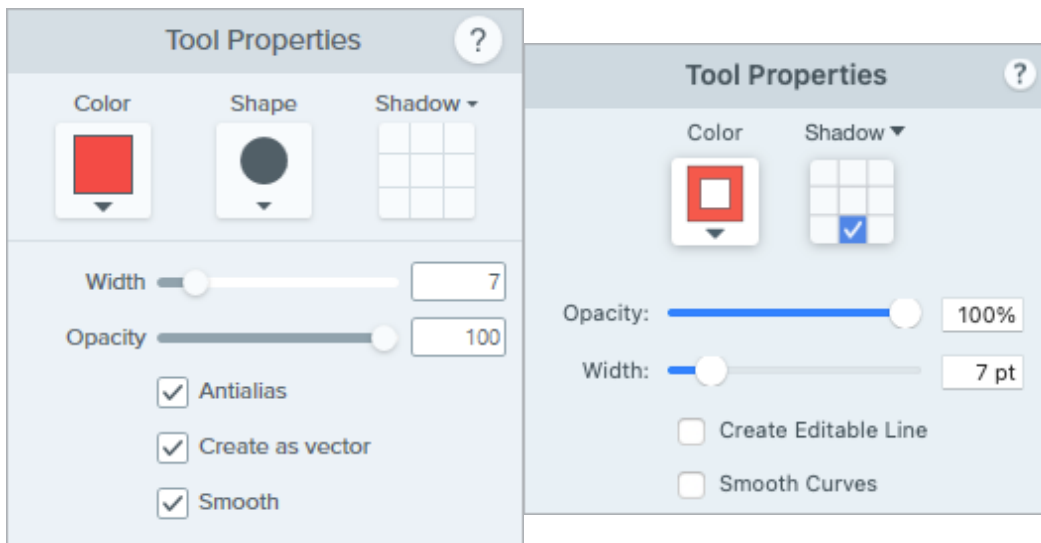 Tool Properties ?
Color Shape Shadow
Width 7
Opacity 100
Antialias
Create as vector
Smooth
Tool Properties ?
Color Shadow
Opacity: 100%
Width: 7 pt
Create Editable Line
Smooth Curves